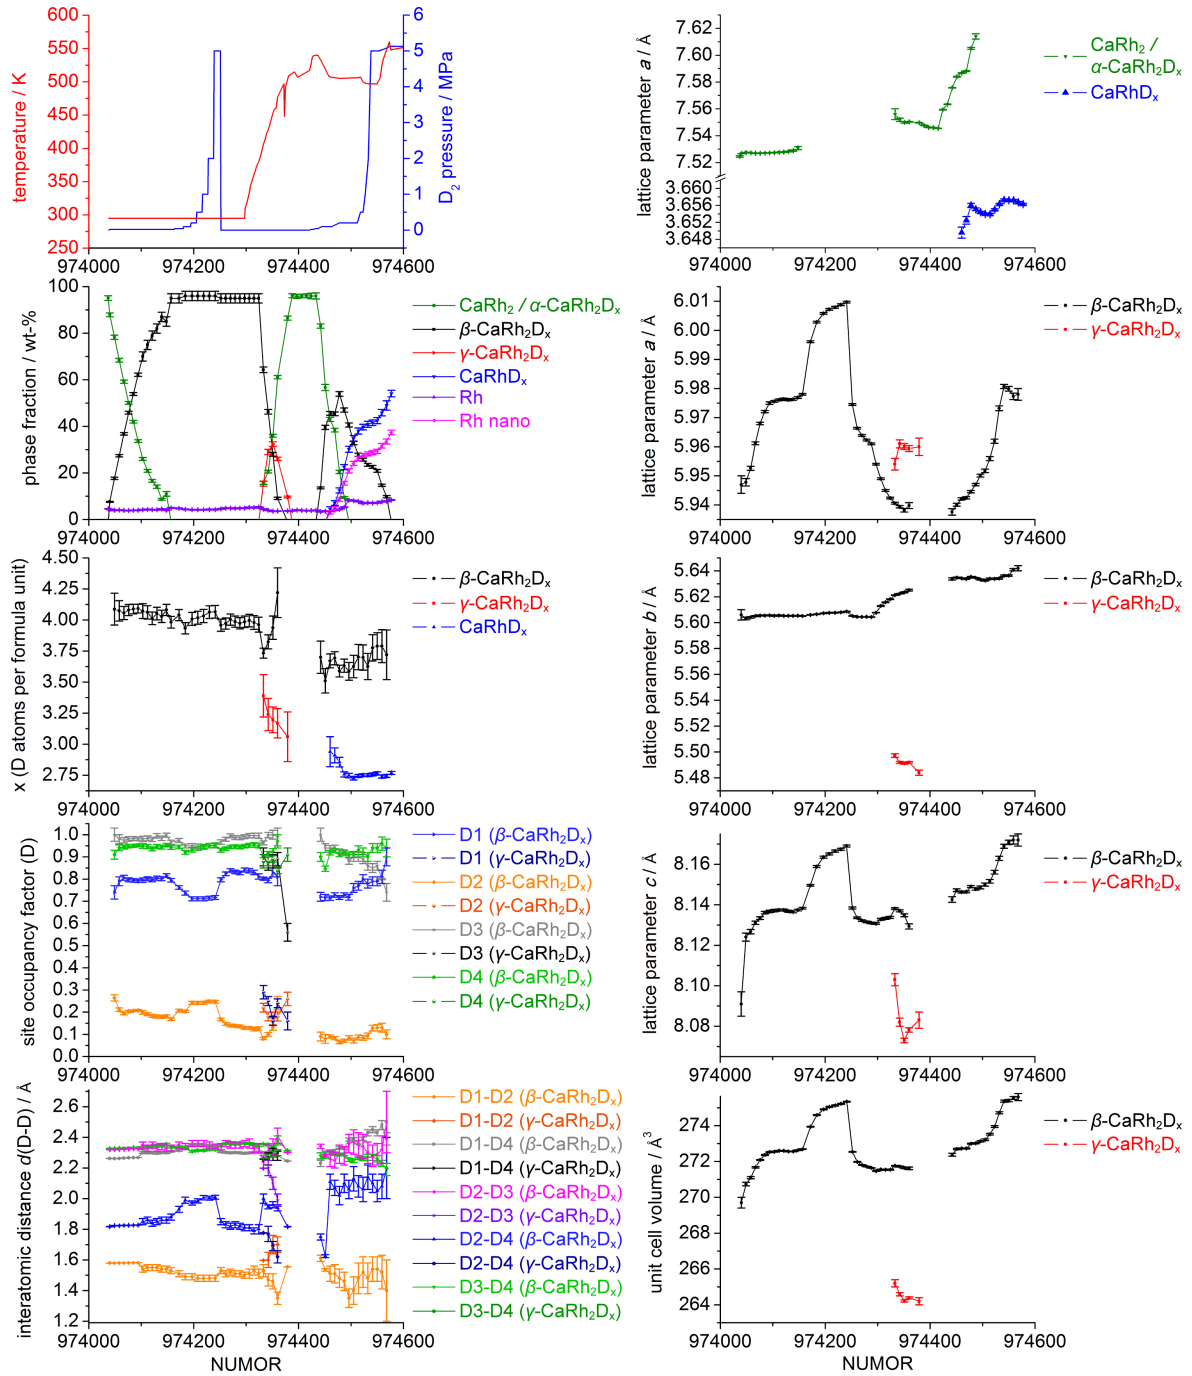 600
550
500
450
400
350
300
250
temperature / K
6
5
4
3
2
1
0
D₂ pressure / MPa
974000 974200 974400 974600
7.62
7.60
7.58
7.56
7.54
7.52
3.660
3.656
3.652
3.648
lattice parameter a / Å
974000 974200 974400 974600
CaRh₂ /
α-CaRh₂Dₓ
CaRhDₓ
100
80
60
40
20
0
phase fraction / wt-%
974000 974200 974400 974600
CaRh₂ / α-CaRh₂Dₓ
β-CaRh₂Dₓ
γ-CaRh₂Dₓ
CaRhDₓ
Rh
Rh nano
6.01
6.00
5.99
5.98
5.97
5.96
5.95
5.94
lattice parameter a / Å
974000 974200 974400 974600
β-CaRh₂Dₓ
γ-CaRh₂Dₓ
4.50
4.25
4.00
3.75
3.50
3.25
3.00
2.75
x (D atoms per formula unit)
974000 974200 974400 974600
β-CaRh₂Dₓ
γ-CaRh₂Dₓ
CaRhDₓ
5.64
5.62
5.60
5.58
5.56
5.54
5.52
5.50
5.48
lattice parameter b / Å
974000 974200 974400 974600
β-CaRh₂Dₓ
γ-CaRh₂Dₓ
1.0
0.9
0.8
0.7
0.6
0.5
0.4
0.3
0.2
0.1
0.0
site occupancy factor (D)
974000 974200 974400 974600
D1 (β-CaRh₂Dₓ)
D1 (γ-CaRh₂Dₓ)
D2 (β-CaRh₂Dₓ)
D2 (γ-CaRh₂Dₓ)
D3 (β-CaRh₂Dₓ)
D3 (γ-CaRh₂Dₓ)
D4 (β-CaRh₂Dₓ)
D4 (γ-CaRh₂Dₓ)
8.16
8.14
8.12
8.10
8.08
lattice parameter c / Å
974000 974200 974400 974600
β-CaRh₂Dₓ
γ-CaRh₂Dₓ
2.6
2.4
2.2
2.0
1.8
1.6
1.4
1.2
interatomic distance d(D-D) / Å
974000 974200 974400 974600
NUMOR
D1-D2 (β-CaRh₂Dₓ)
D1-D2 (γ-CaRh₂Dₓ)
D1-D4 (β-CaRh₂Dₓ)
D1-D4 (γ-CaRh₂Dₓ)
D2-D3 (β-CaRh₂Dₓ)
D2-D3 (γ-CaRh₂Dₓ)
D2-D4 (β-CaRh₂Dₓ)
D2-D4 (γ-CaRh₂Dₓ)
D3-D4 (β-CaRh₂Dₓ)
D3-D4 (γ-CaRh₂Dₓ)
274
272
270
268
266
264
unit cell volume / Å³
974000 974200 974400 974600
NUMOR
β-CaRh₂Dₓ
γ-CaRh₂Dₓ